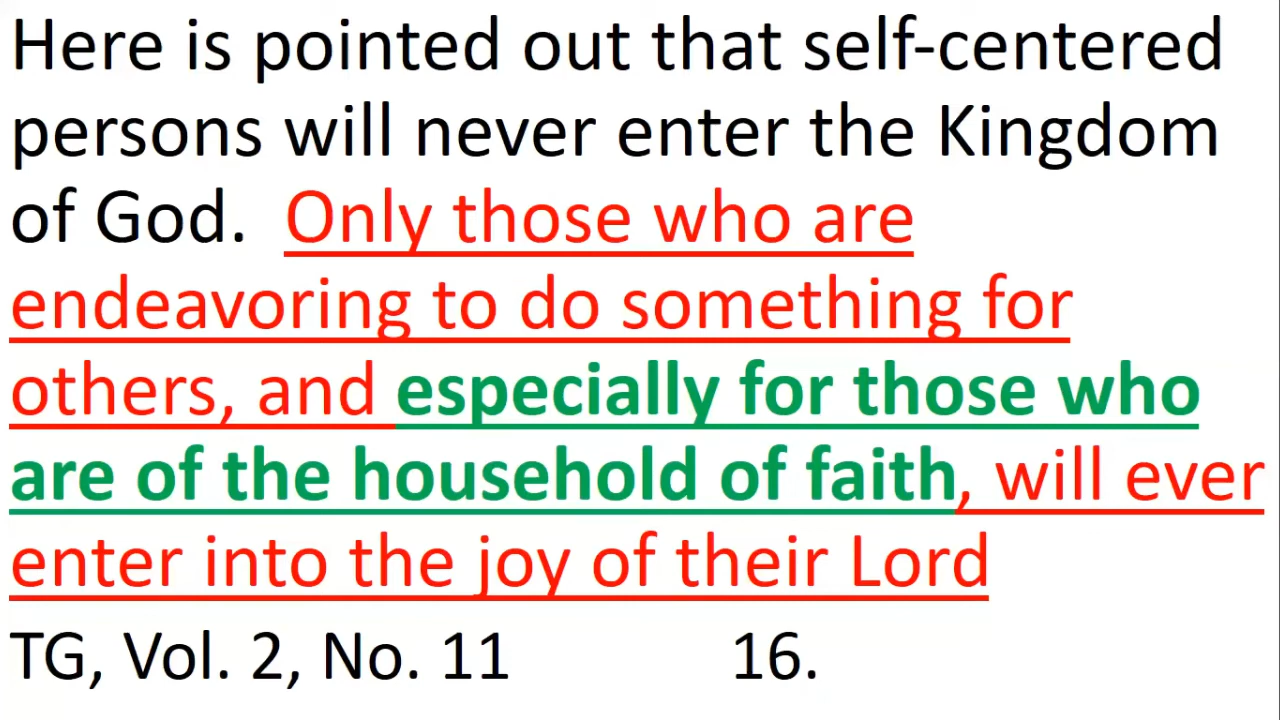 Here is pointed out that self-centered
persons will never enter the Kingdom
of God. Only those who are
endeavoring to do something for
others, and especially for those who
are of the household of faith, will ever
enter into the joy of their Lord
TG, Vol. 2, No. 11 16.